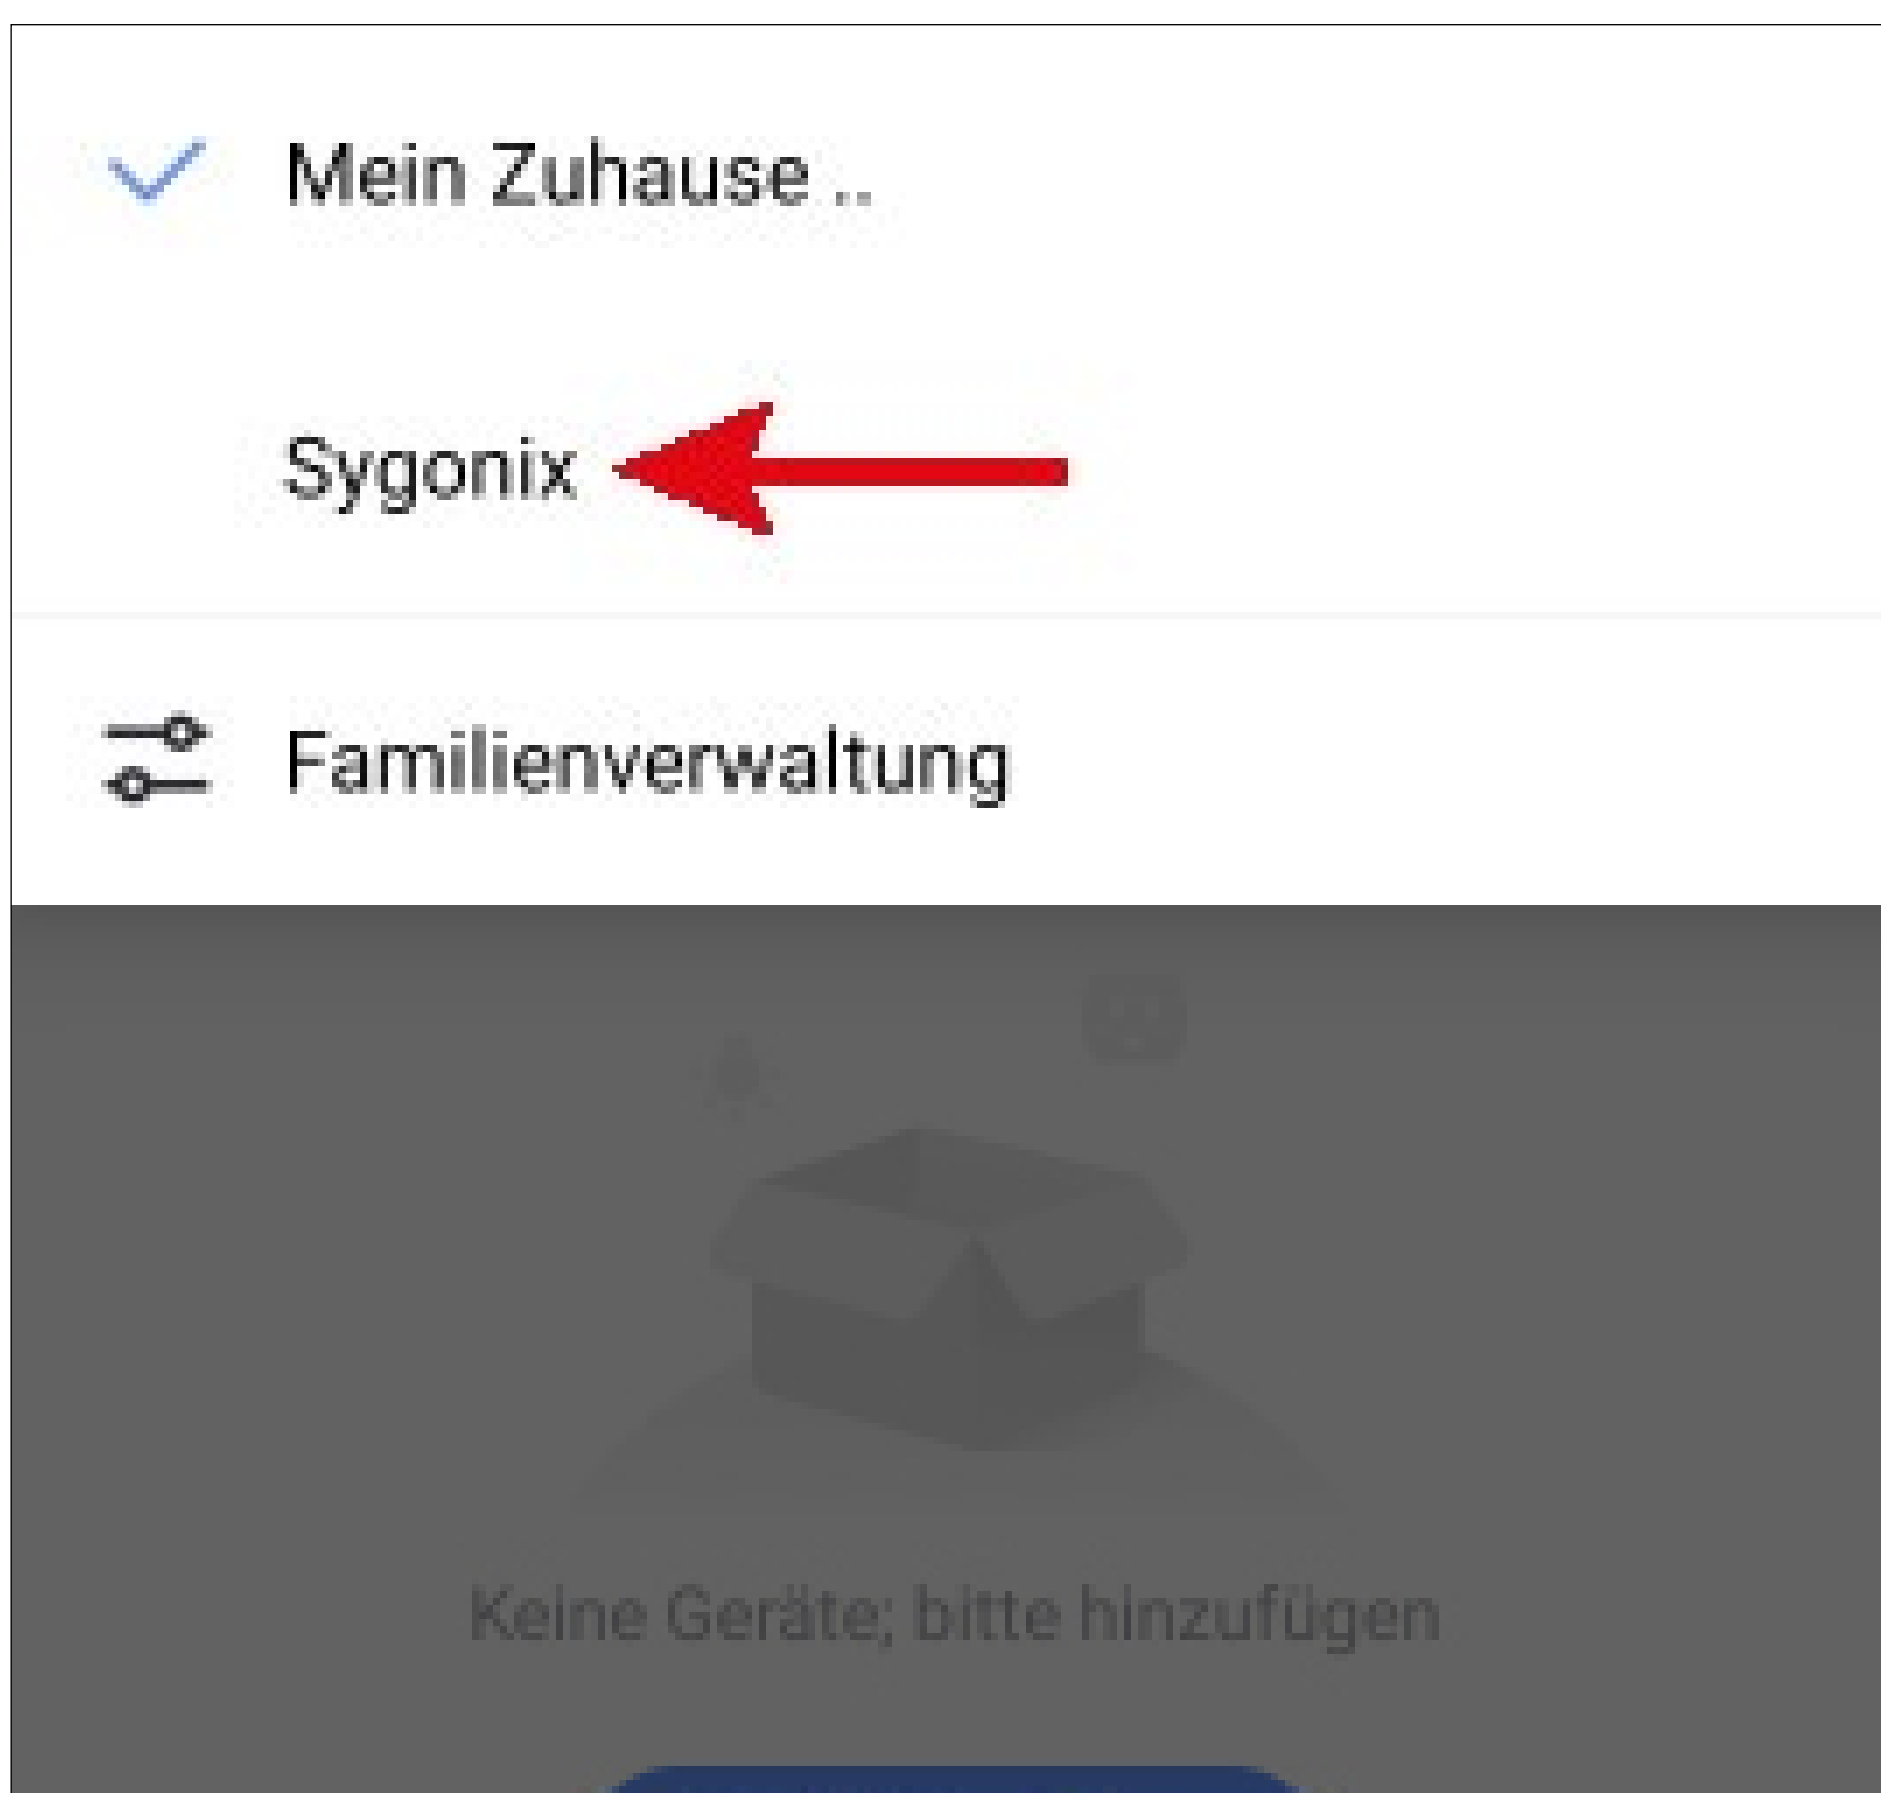 Mein Zuhause ..
Sygonix
Familienverwaltung
Keine Geräte; bitte hinzufügen